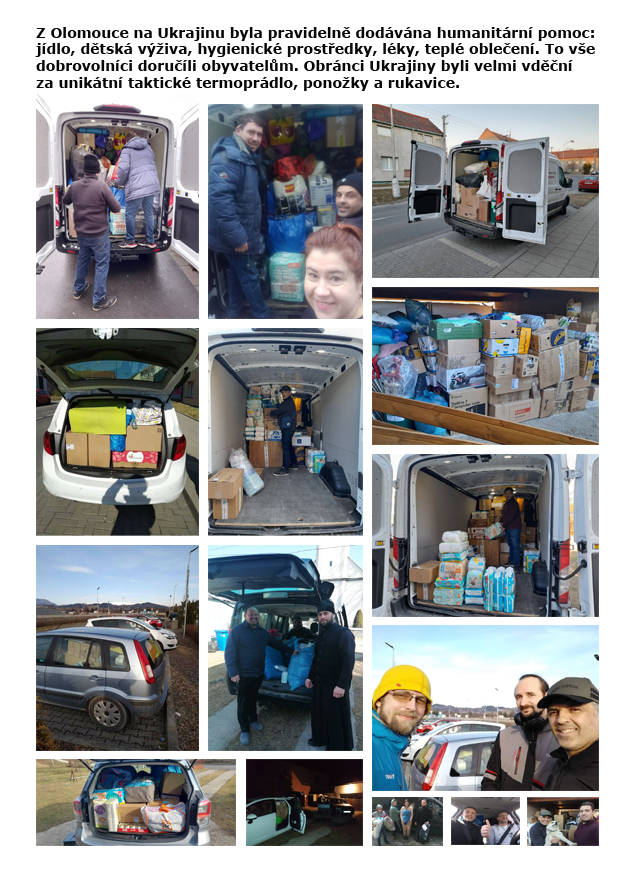 Z Olomouce na Ukrajinu byla pravidelně dodávána humanitární pomoc:
jídlo, dětská výživa, hygienické prostředky, léky, teplé oblečení. To vše
dobrovolníci doručili obyvatelům. Obránci Ukrajiny byli velmi vděční
za unikátní taktické termoprádlo, ponožky a rukavice.